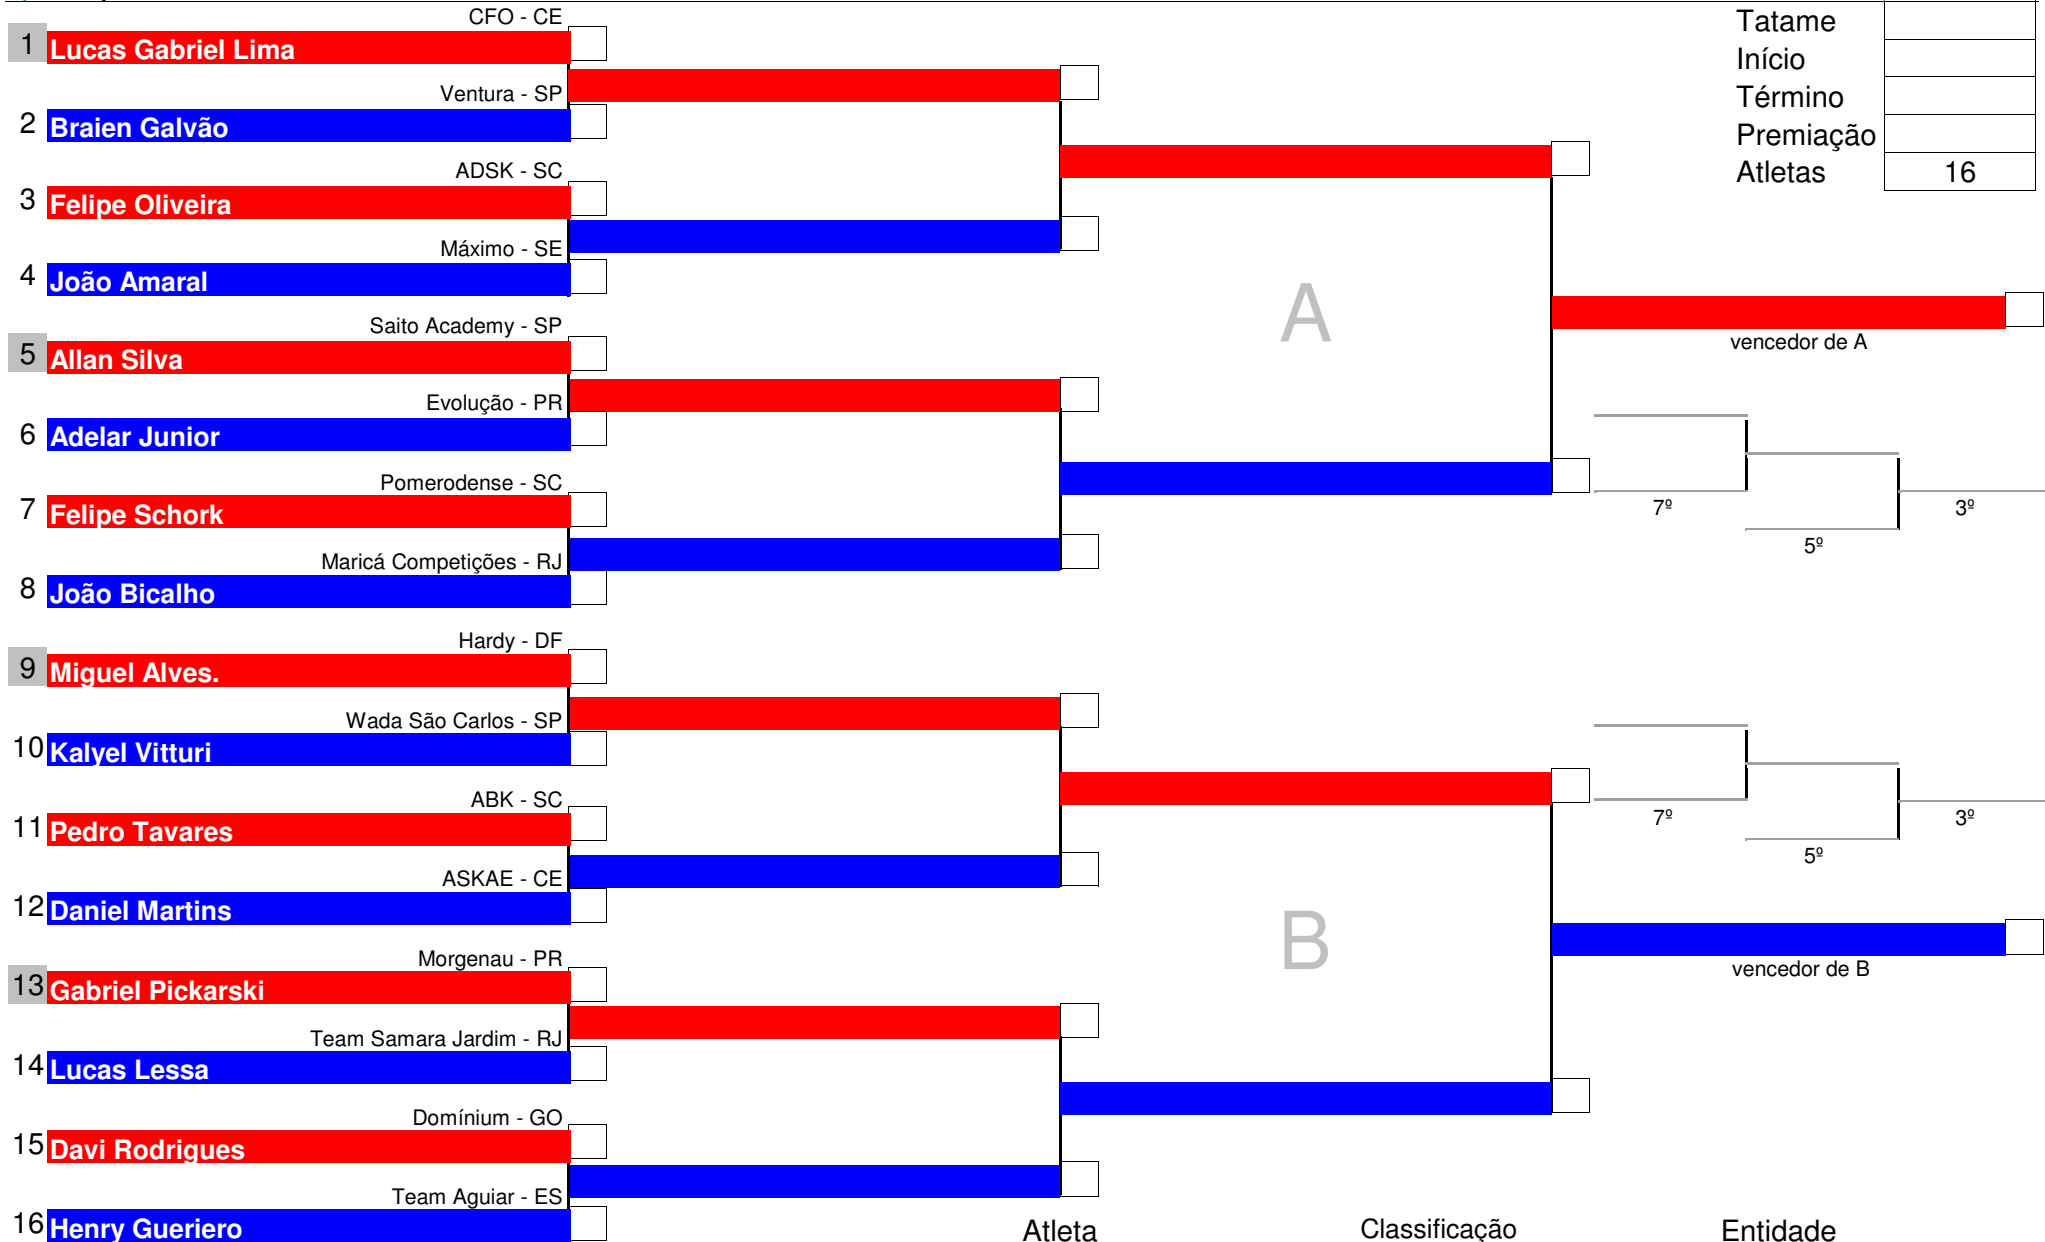 CFO - CE
1 Lucas Gabriel Lima
Ventura - SP
2 Braien Galvão
ADSK - SC
3 Felipe Oliveira
Máximo - SE
4 João Amaral
Saito Academy - SP
5 Allan Silva
Evolução - PR
6 Adelar Junior
Pomerodense - SC
7 Felipe Schork
Maricá Competições - RJ
8 João Bicalho
Hardy - DF
9 Miguel Alves.
Wada São Carlos - SP
10 Kalyel Vitturi
ABK - SC
11 Pedro Tavares
ASKAE - CE
12 Daniel Martins
Morgenau - PR
13 Gabriel Pickarski
Team Samara Jardim - RJ
14 Lucas Lessa
Domínium - GO
15 Davi Rodrigues
Team Aguiar - ES
16 Henry Gueriero
A
B
Tatame
Início
Término
Premiação
Atletas 16
vencedor de A
7º
3º
5º
7º
3º
5º
vencedor de B
Atleta Classificação Entidade